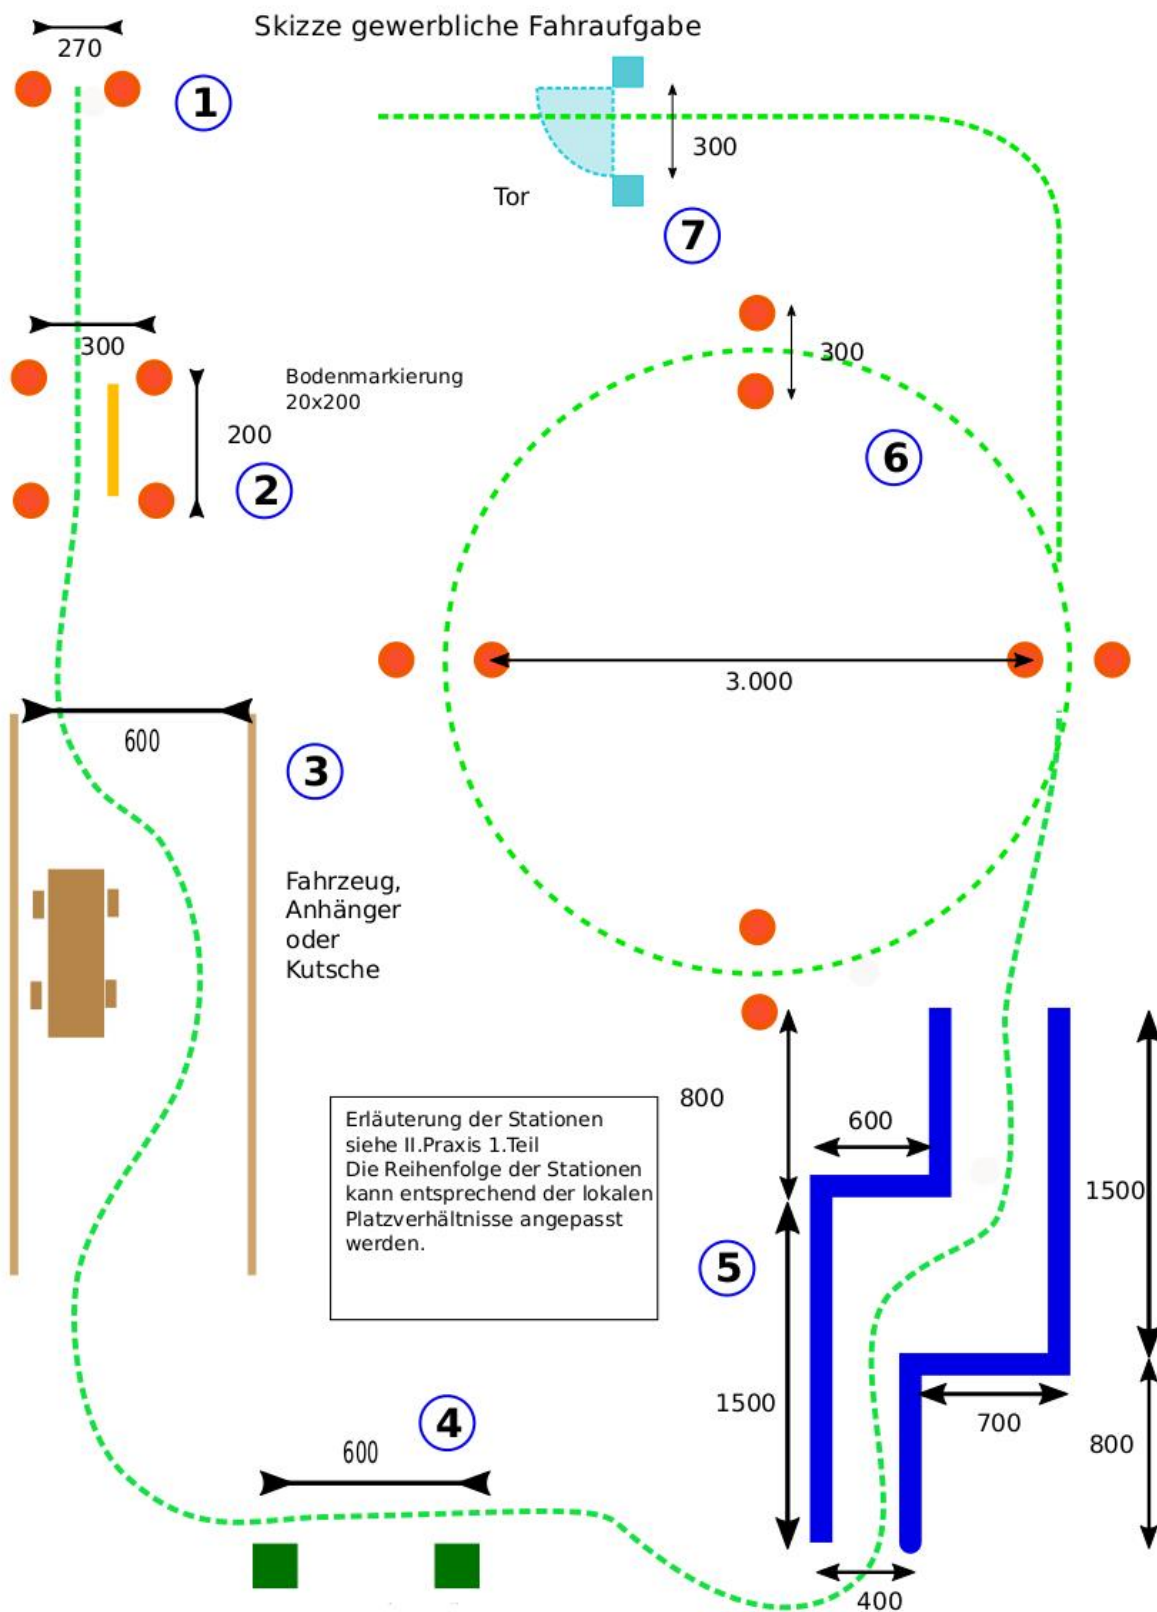 Skizze gewerbliche Fahraufgabe
270
1
300
Tor
7
300
Bodenmarkierung
20x200
200
2
300
6
600
3
3.000
Fahrzeug,
Anhänger
oder
Kutsche
Erläuterung der Stationen
siehe II.Praxis 1.Teil
Die Reihenfolge der Stationen
kann entsprechend der lokalen
Platzverhältnisse angepasst
werden.
800
600
1500
5
1500
700
800
4
600
400